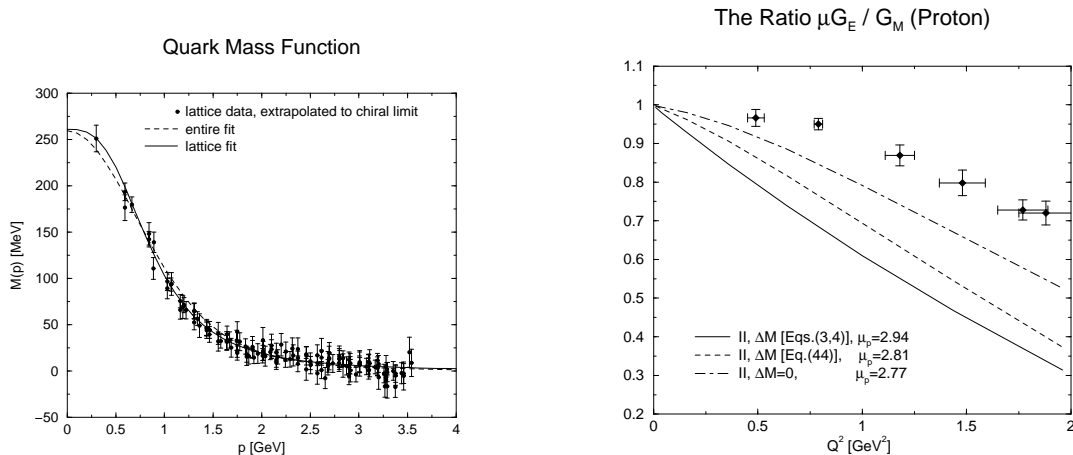 Quark Mass Function
300
250
200
150
100
50
0
−50
M(p) [MeV]
lattice data, extrapolated to chiral limit
entire fit
lattice fit
0 0.5 1 1.5 2 2.5 3 3.5 4
p [GeV]
The Ratio μG_E / G_M (Proton)
1.1
1
0.9
0.8
0.7
0.6
0.5
0.4
0.3
0.2
II, ΔM [Eqs.(3,4)], μ_p=2.94
II, ΔM [Eq.(44)], μ_p=2.81
II, ΔM=0, μ_p=2.77
0 0.5 1 1.5 2
Q² [GeV²]